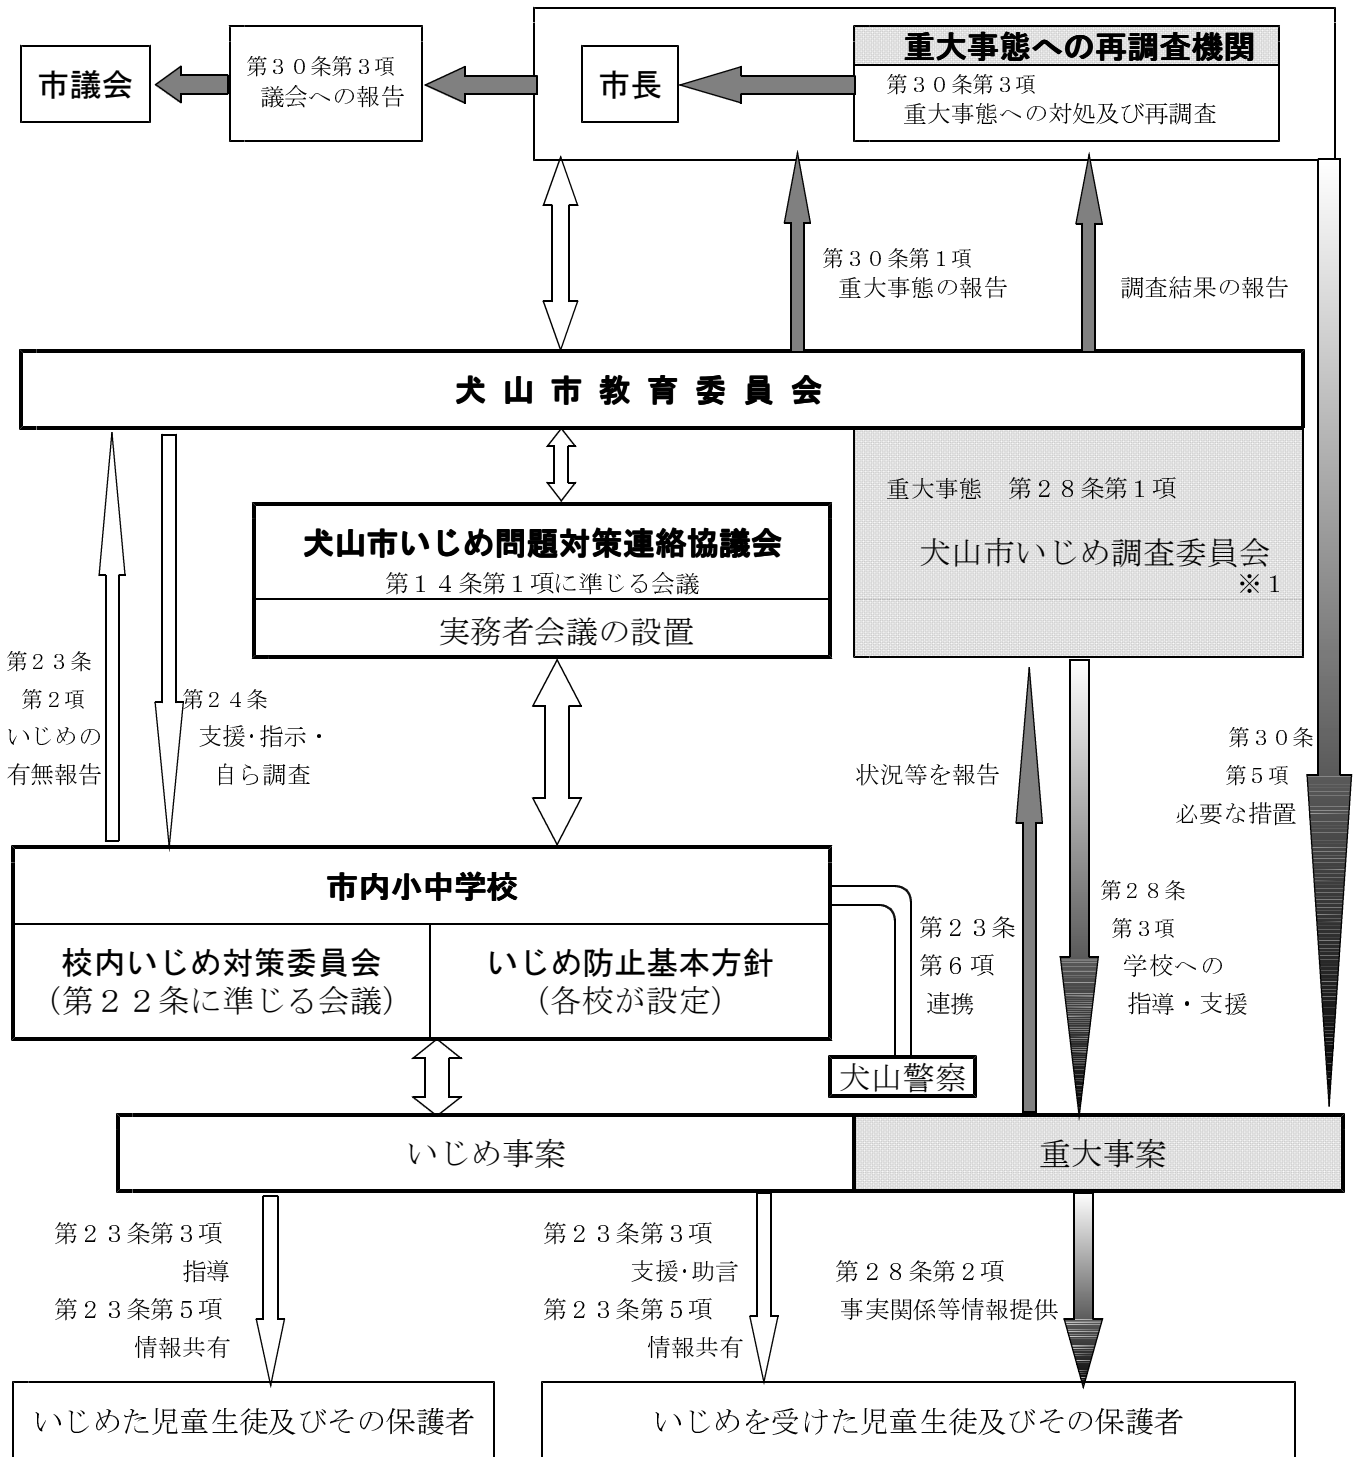 市議会
第３０条第３項
議会への報告
市長
重大事態への再調査機関
第３０条第３項
重大事態への対処及び再調査
第３０条第１項
重大事態の報告
調査結果の報告
犬山市教育委員会
重大事態　第２８条第１項
犬山市いじめ調査委員会
※１
犬山市いじめ問題対策連絡協議会
第１４条第１項に準じる会議
実務者会議の設置
第２３条
第２項
いじめの
有無報告
第２４条
支援･指示・
自ら調査
状況等を報告
第３０条
第５項
必要な措置
市内小中学校
校内いじめ対策委員会
（第２２条に準じる会議）
いじめ防止基本方針
（各校が設定）
第２３条
第６項
連携
第２８条
第３項
学校への
指導・支援
犬山警察
いじめ事案
重大事案
第２３条第３項
指導
第２３条第５項
情報共有
第２３条第３項
支援･助言
第２３条第５項
情報共有
第２８条第２項
事実関係等情報提供
いじめた児童生徒及びその保護者
いじめを受けた児童生徒及びその保護者